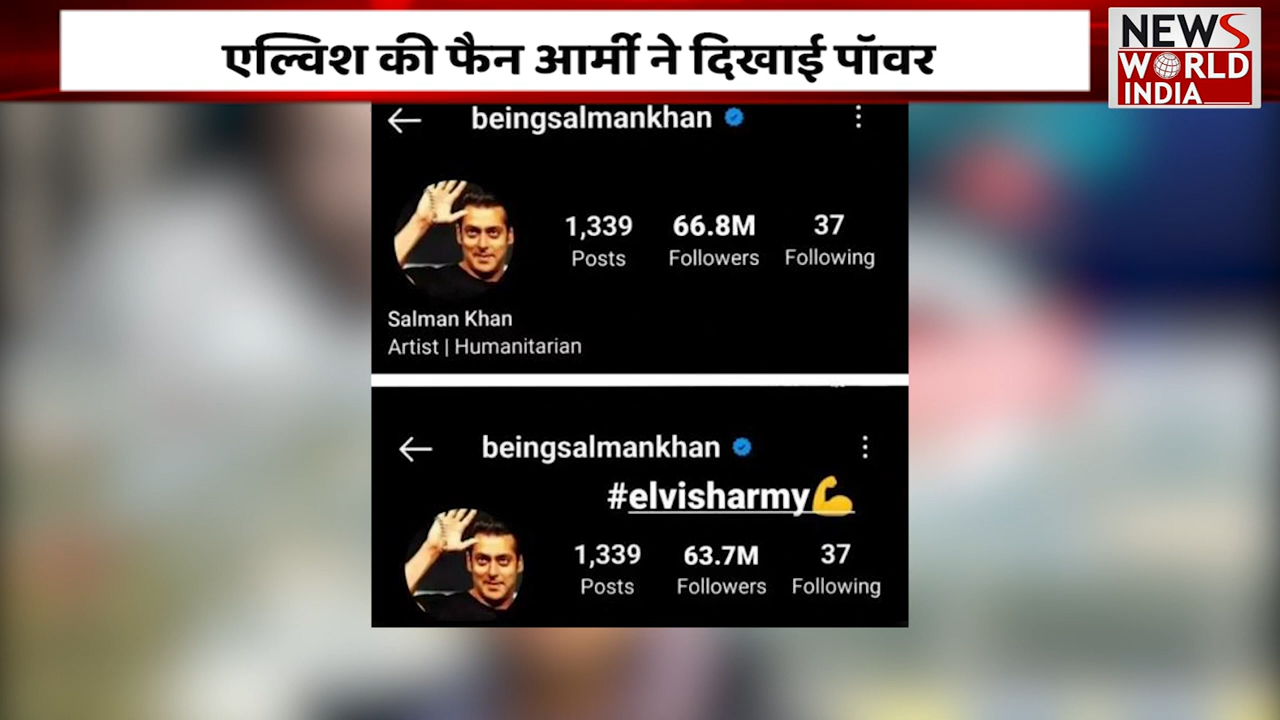 एल्विश की फैन आर्मी ने दिखाई पॉवर
NEWS
WORLD
INDIA
beingsalmankhan
1,339 66.8M 37
Posts Followers Following
Salman Khan
Artist | Humanitarian
beingsalmankhan
#elvisharmy💪
1,339 63.7M 37
Posts Followers Following